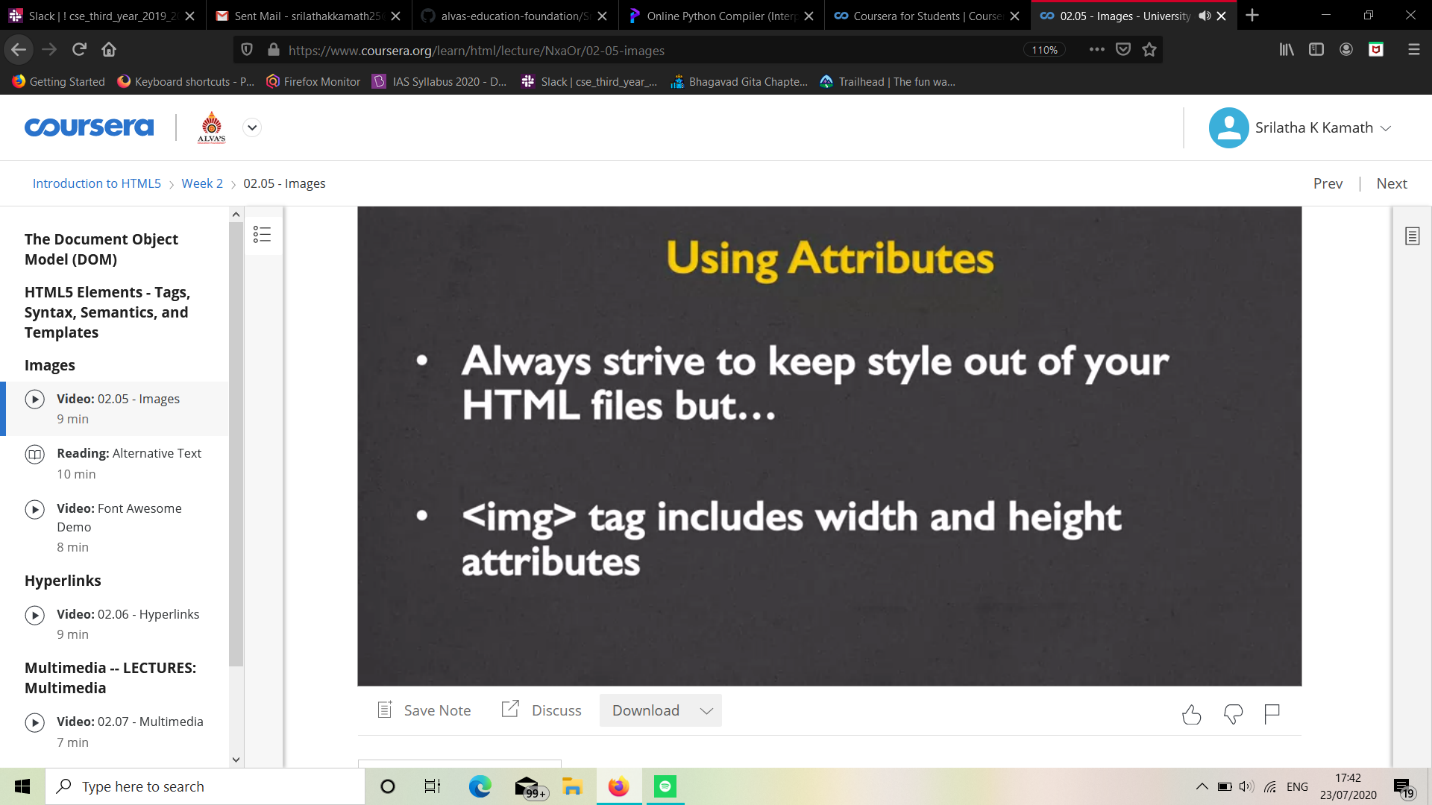 Slack | ! cse_third_year_2019_2
Sent Mail - srilathakkamath25
alvas-education-foundation/S
Online Python Compiler (Inter
Coursera for Students | Course
02.05 - Images - University
https://www.coursera.org/learn/html/lecture/NxaOr/02-05-images
110%
Getting Started
Keyboard shortcuts - P...
Firefox Monitor
IAS Syllabus 2020 - D...
Slack | cse_third_year_...
Bhagavad Gita Chapte...
Trailhead | The fun wa...
coursera
ALVA'S
Srilatha K Kamath
Introduction to HTML5
Week 2
02.05 - Images
Prev
Next
The Document Object
Model (DOM)
HTML5 Elements - Tags,
Syntax, Semantics, and
Templates
Images
Video: 02.05 - Images
9 min
Reading: Alternative Text
10 min
Video: Font Awesome
Demo
8 min
Hyperlinks
Video: 02.06 - Hyperlinks
9 min
Multimedia -- LECTURES:
Multimedia
Video: 02.07 - Multimedia
7 min
Using Attributes
• Always strive to keep style out of your
HTML files but...
• <img> tag includes width and height
attributes
Save Note
Discuss
Download
Type here to search
99+
ENG
17:42
23/07/2020
19